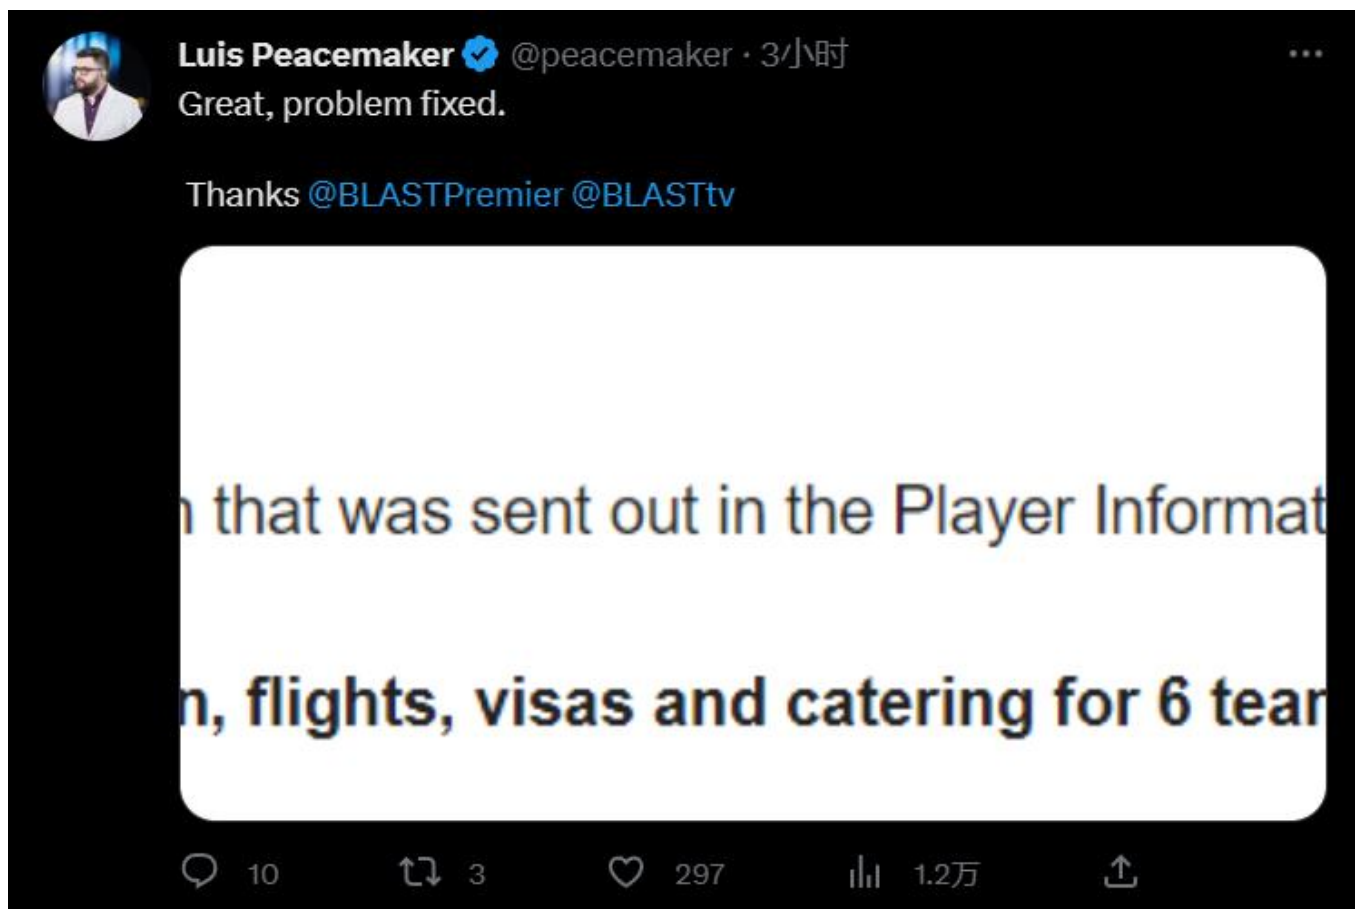 Luis Peacemaker @peacemaker · 3小时
Great, problem fixed.
Thanks @BLASTPremier @BLASTtv
that was sent out in the Player Informat
n, flights, visas and catering for 6 tear
10 3 297 1.2万